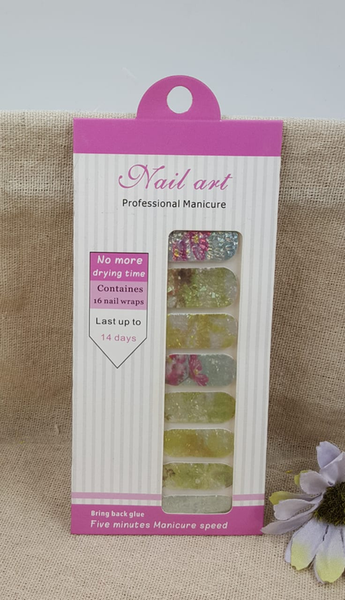 Nail art
Professional Manicure
No more
drying time
Containes
16 nail wraps
Last up to
14 days
Bring back glue
Five minutes Manicure speed